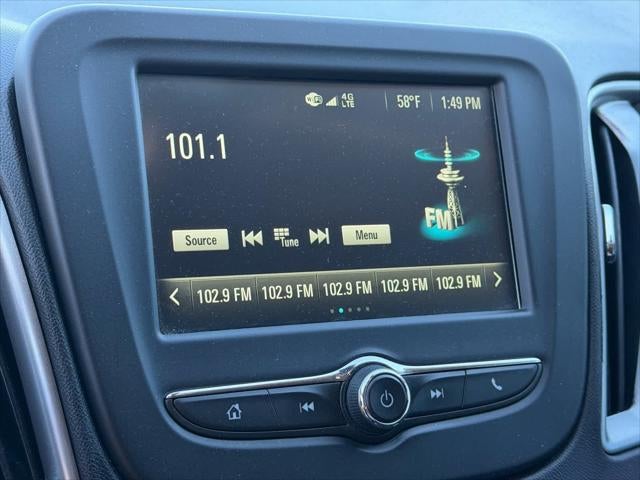 WiFi 4G LTE 58°F 1:49 PM
101.1
FM
Source Tune Menu
102.9 FM 102.9 FM 102.9 FM 102.9 FM 102.9 FM